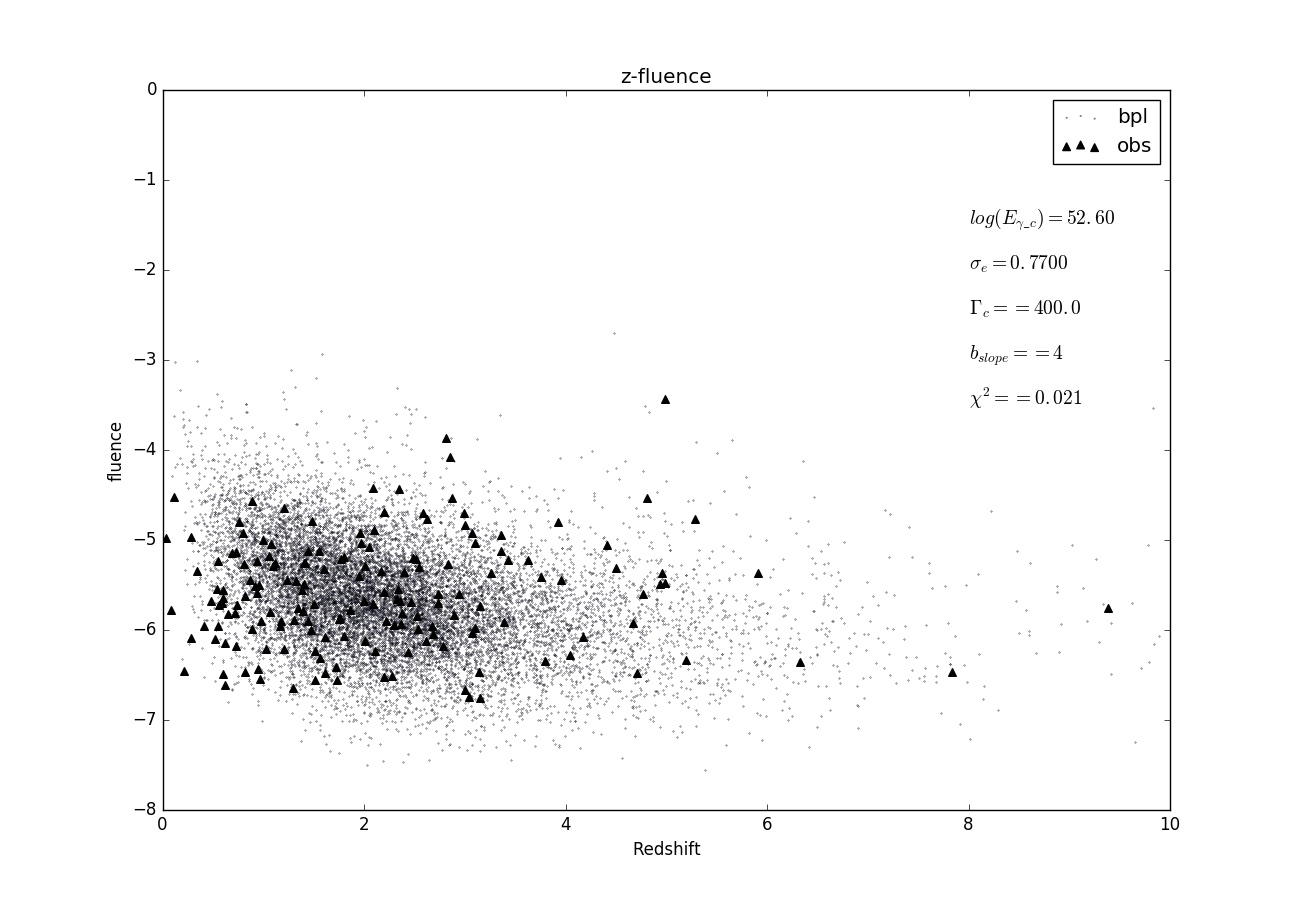 z-fluence
0
−1
−2
−3
−4
−5
−6
−7
−8
fluence
bpl
obs
log(E_{γ_c}) = 52.60
σ_e = 0.7700
Γ_c == 400.0
b_{slope} == 4
χ² == 0.021
0 2 4 6 8 10
Redshift